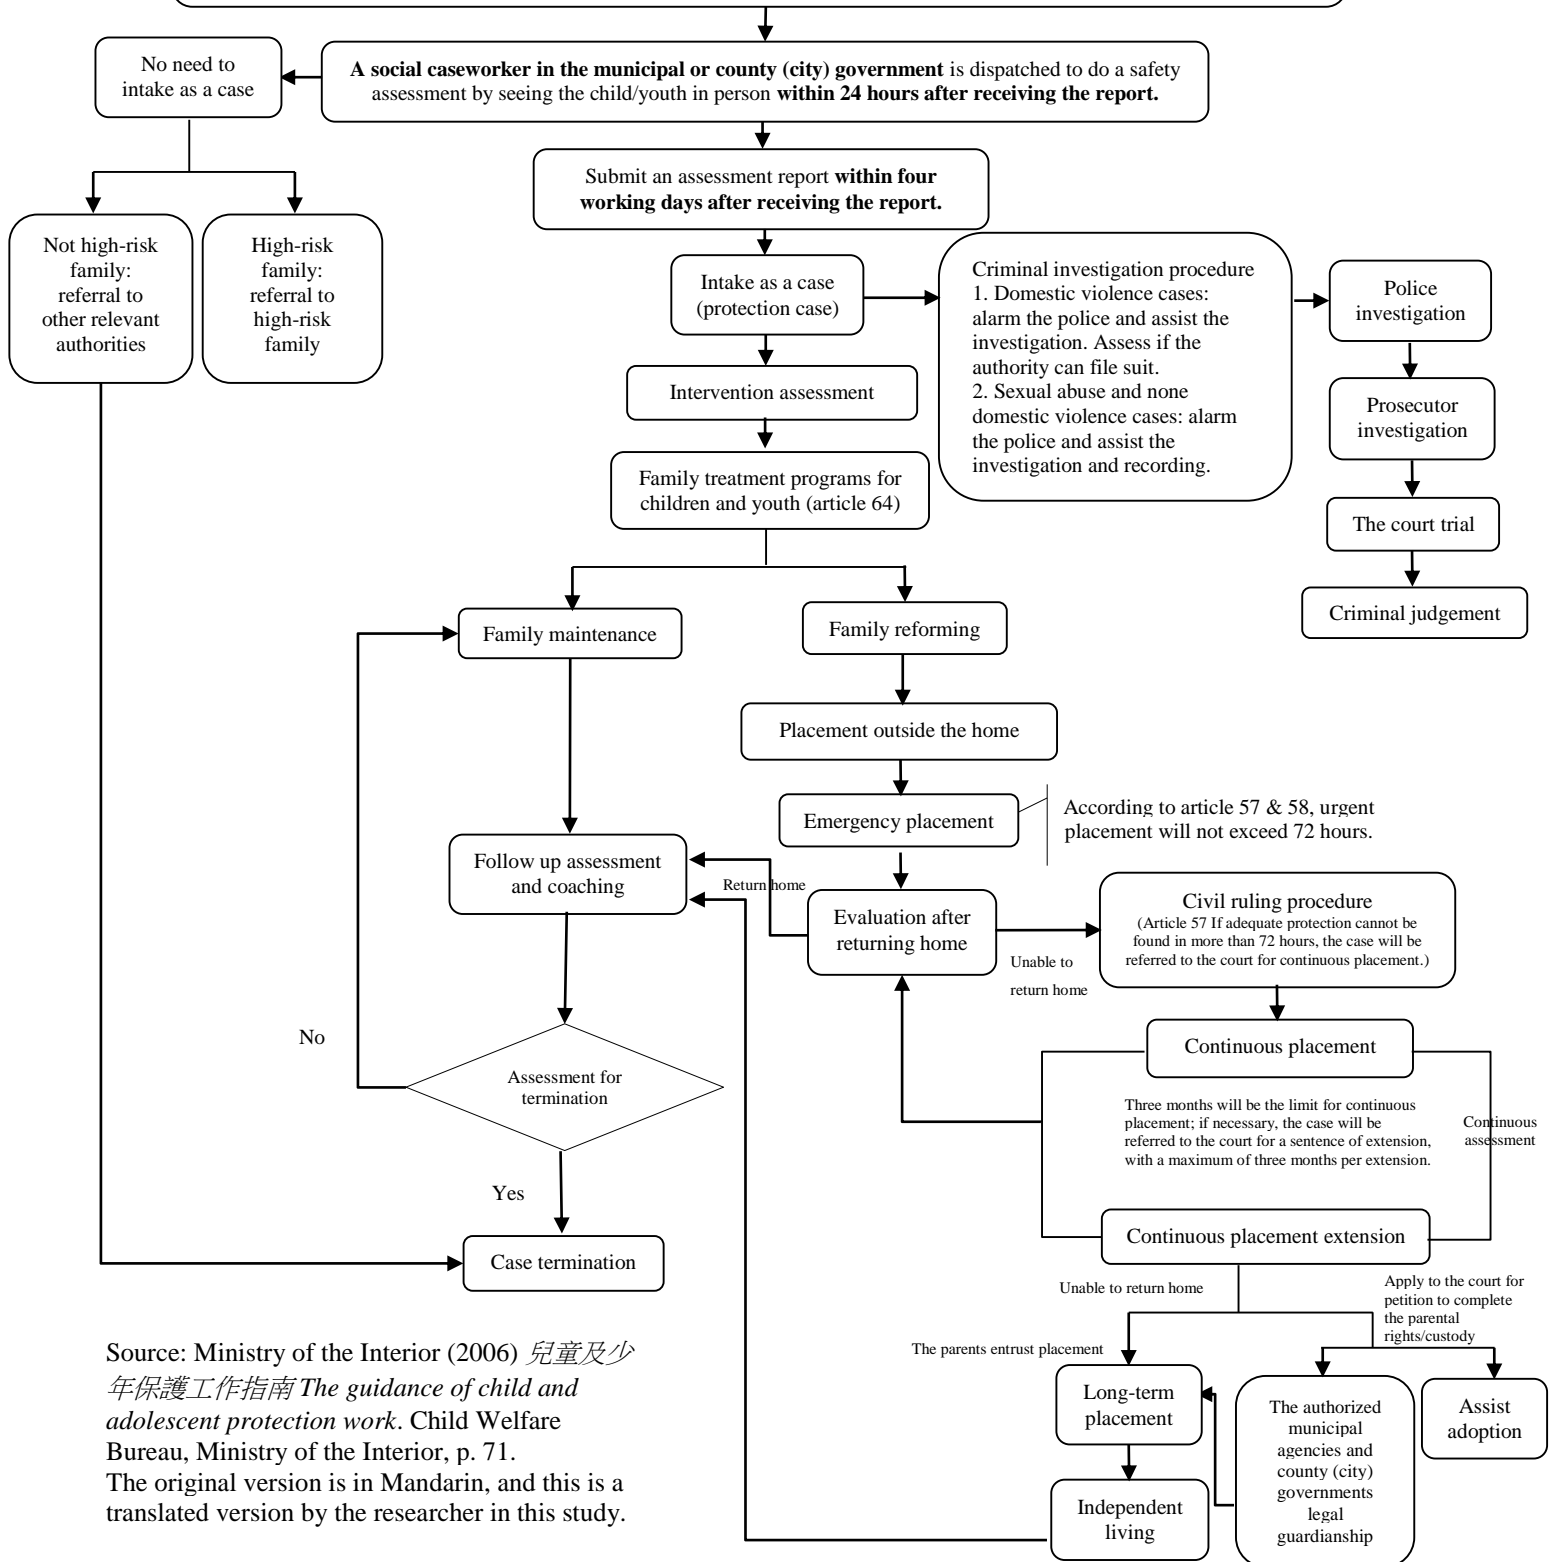 No need to
intake as a case
A social caseworker in the municipal or county (city) government is dispatched to do a safety
assessment by seeing the child/youth in person within 24 hours after receiving the report.
Submit an assessment report within four
working days after receiving the report.
Not high-risk
family:
referral to
other relevant
authorities
High-risk
family:
referral to
high-risk
family
Intake as a case
(protection case)
Criminal investigation procedure
1. Domestic violence cases:
alarm the police and assist the
investigation. Assess if the
authority can file suit.
2. Sexual abuse and none
domestic violence cases: alarm
the police and assist the
investigation and recording.
Police
investigation
Intervention assessment
Prosecutor
investigation
Family treatment programs for
children and youth (article 64)
The court trial
Criminal judgement
Family maintenance
Family reforming
Placement outside the home
Emergency placement
According to article 57 & 58, urgent
placement will not exceed 72 hours.
Follow up assessment
and coaching
Return home
Evaluation after
returning home
Unable to
return home
Civil ruling procedure
(Article 57 If adequate protection cannot be
found in more than 72 hours, the case will be
referred to the court for continuous placement.)
No
Assessment for
termination
Continuous placement
Three months will be the limit for continuous
placement; if necessary, the case will be
referred to the court for a sentence of extension,
with a maximum of three months per extension.
Continuous
assessment
Yes
Case termination
Continuous placement extension
Unable to return home
Apply to the court for
petition to complete
the parental
rights/custody
The parents entrust placement
Long-term
placement
The authorized
municipal
agencies and
county (city)
governments
legal
guardianship
Assist
adoption
Independent
living
Source: Ministry of the Interior (2006) 兒童及少
年保護工作指南 The guidance of child and
adolescent protection work. Child Welfare
Bureau, Ministry of the Interior, p. 71.
The original version is in Mandarin, and this is a
translated version by the researcher in this study.